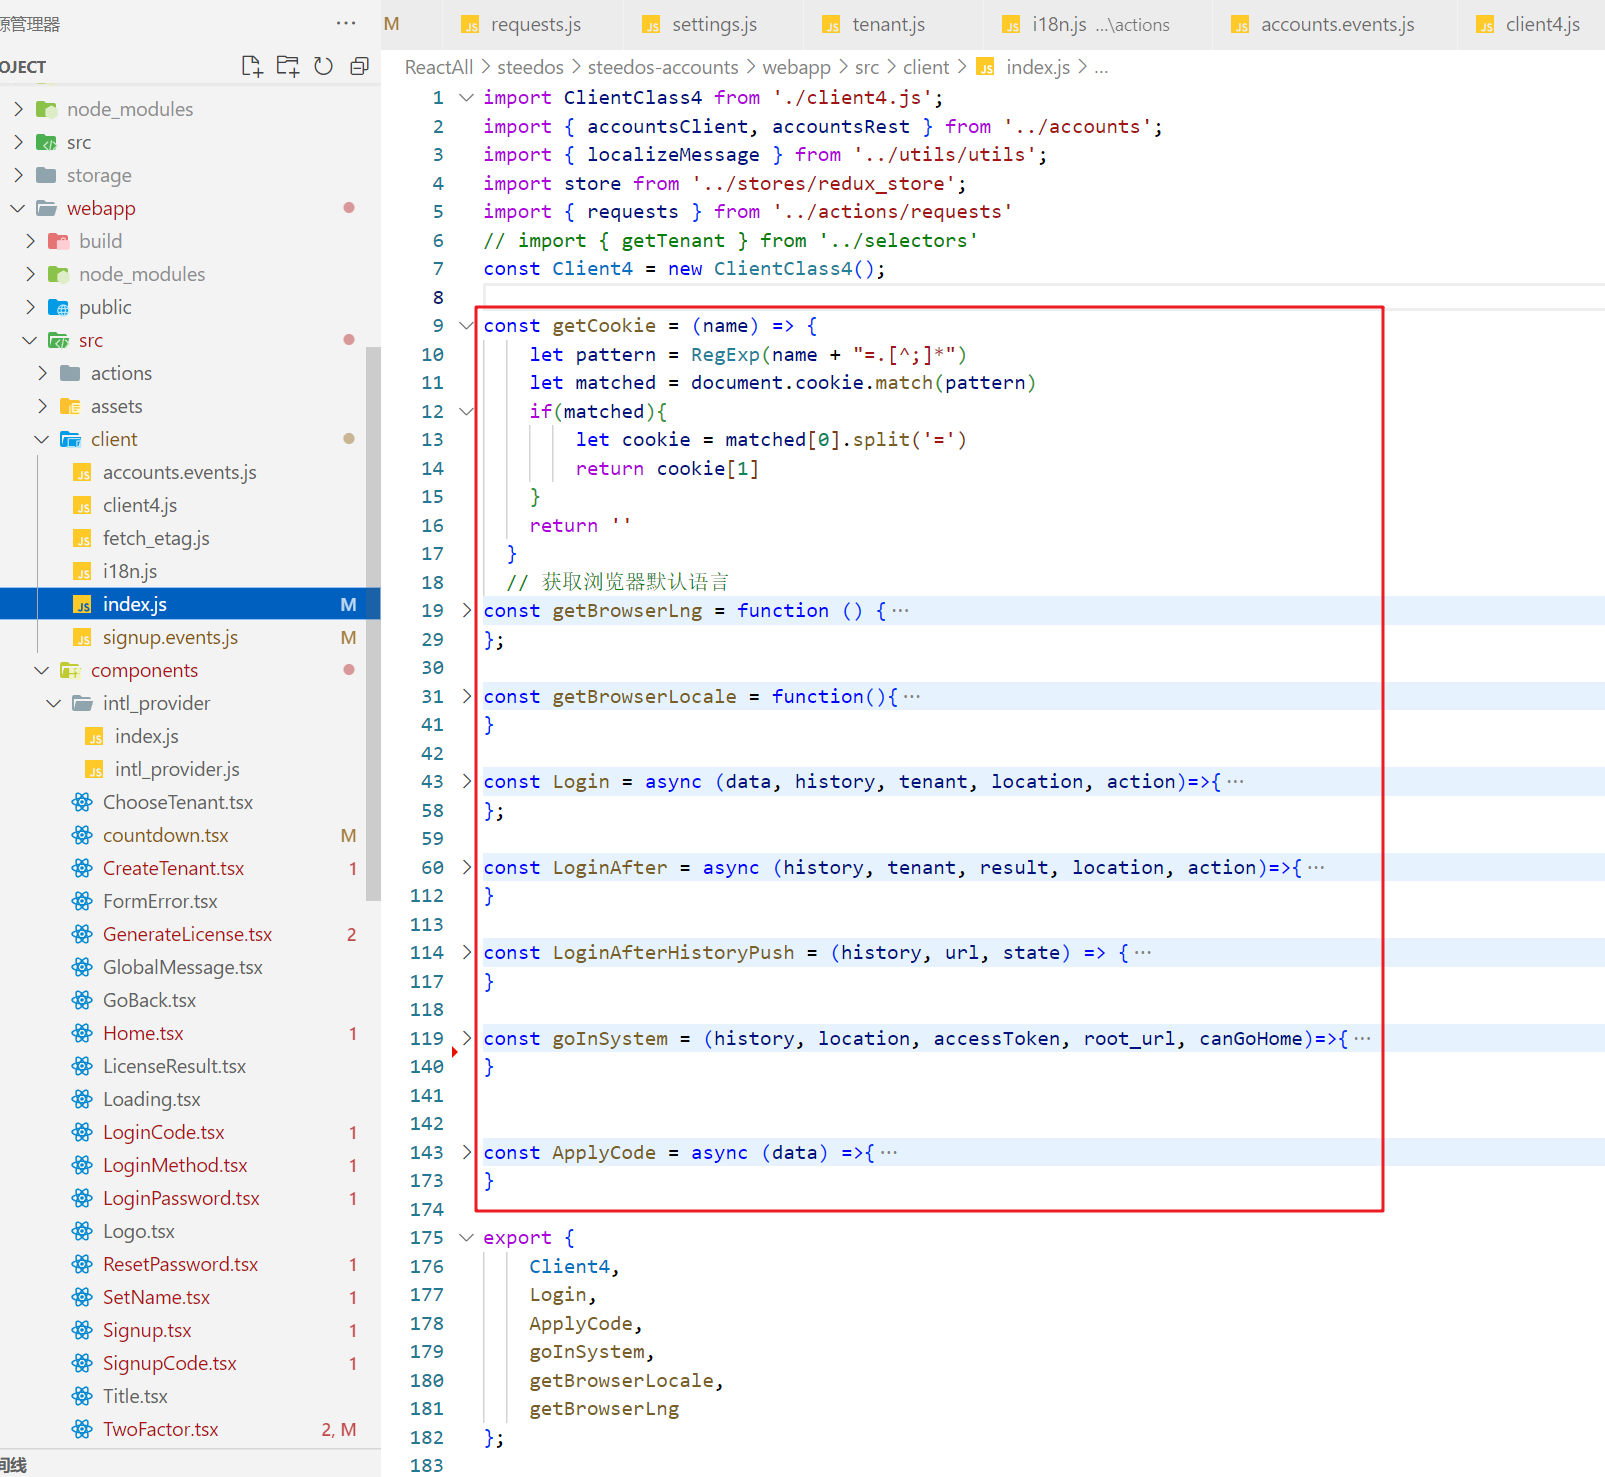 源管理器 ···
OJECT
node_modules
src
storage
webapp
build
node_modules
public
src
actions
assets
client
accounts.events.js
client4.js
fetch_etag.js
i18n.js
index.js M
signup.events.js M
components
intl_provider
index.js
intl_provider.js
ChooseTenant.tsx
countdown.tsx M
CreateTenant.tsx 1
FormError.tsx
GenerateLicense.tsx 2
GlobalMessage.tsx
GoBack.tsx
Home.tsx 1
LicenseResult.tsx
Loading.tsx
LoginCode.tsx 1
LoginMethod.tsx 1
LoginPassword.tsx 1
Logo.tsx
ResetPassword.tsx 1
SetName.tsx 1
Signup.tsx 1
SignupCode.tsx 1
Title.tsx
TwoFactor.tsx 2, M
间线
M JS requests.js JS settings.js JS tenant.js JS i18n.js ...\actions JS accounts.events.js JS client4.js
ReactAll > steedos > steedos-accounts > webapp > src > client > JS index.js > ...
1 import ClientClass4 from './client4.js';
2 import { accountsClient, accountsRest } from '../accounts';
3 import { localizeMessage } from '../utils/utils';
4 import store from '../stores/redux_store';
5 import { requests } from '../actions/requests'
6 // import { getTenant } from '../selectors'
7 const Client4 = new ClientClass4();
8
9 const getCookie = (name) => {
10 let pattern = RegExp(name + "=.[^;]*")
11 let matched = document.cookie.match(pattern)
12 if(matched){
13 let cookie = matched[0].split('=')
14 return cookie[1]
15 }
16 return ''
17 }
18 // 获取浏览器默认语言
19 const getBrowserLng = function () {···
29 };
30
31 const getBrowserLocale = function(){···
41 }
42
43 const Login = async (data, history, tenant, location, action)=>{···
58 };
59
60 const LoginAfter = async (history, tenant, result, location, action)=>{···
112 }
113
114 const LoginAfterHistoryPush = (history, url, state) => {···
117 }
118
119 const goInSystem = (history, location, accessToken, root_url, canGoHome)=>{···
140 }
141
142
143 const ApplyCode = async (data) =>{···
173 }
174
175 export {
176 Client4,
177 Login,
178 ApplyCode,
179 goInSystem,
180 getBrowserLocale,
181 getBrowserLng
182 };
183